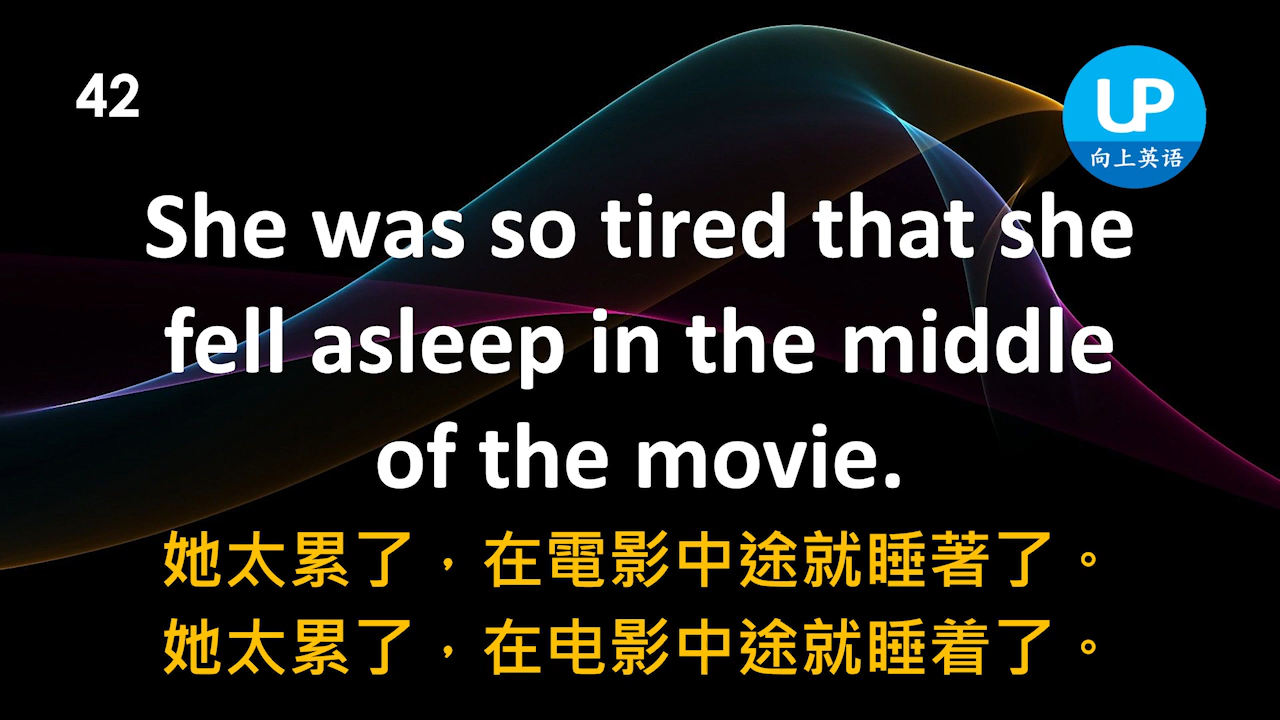 42
UP
向上英语
She was so tired that she
fell asleep in the middle
of the movie.
她太累了，在電影中途就睡著了。
她太累了，在电影中途就睡着了。